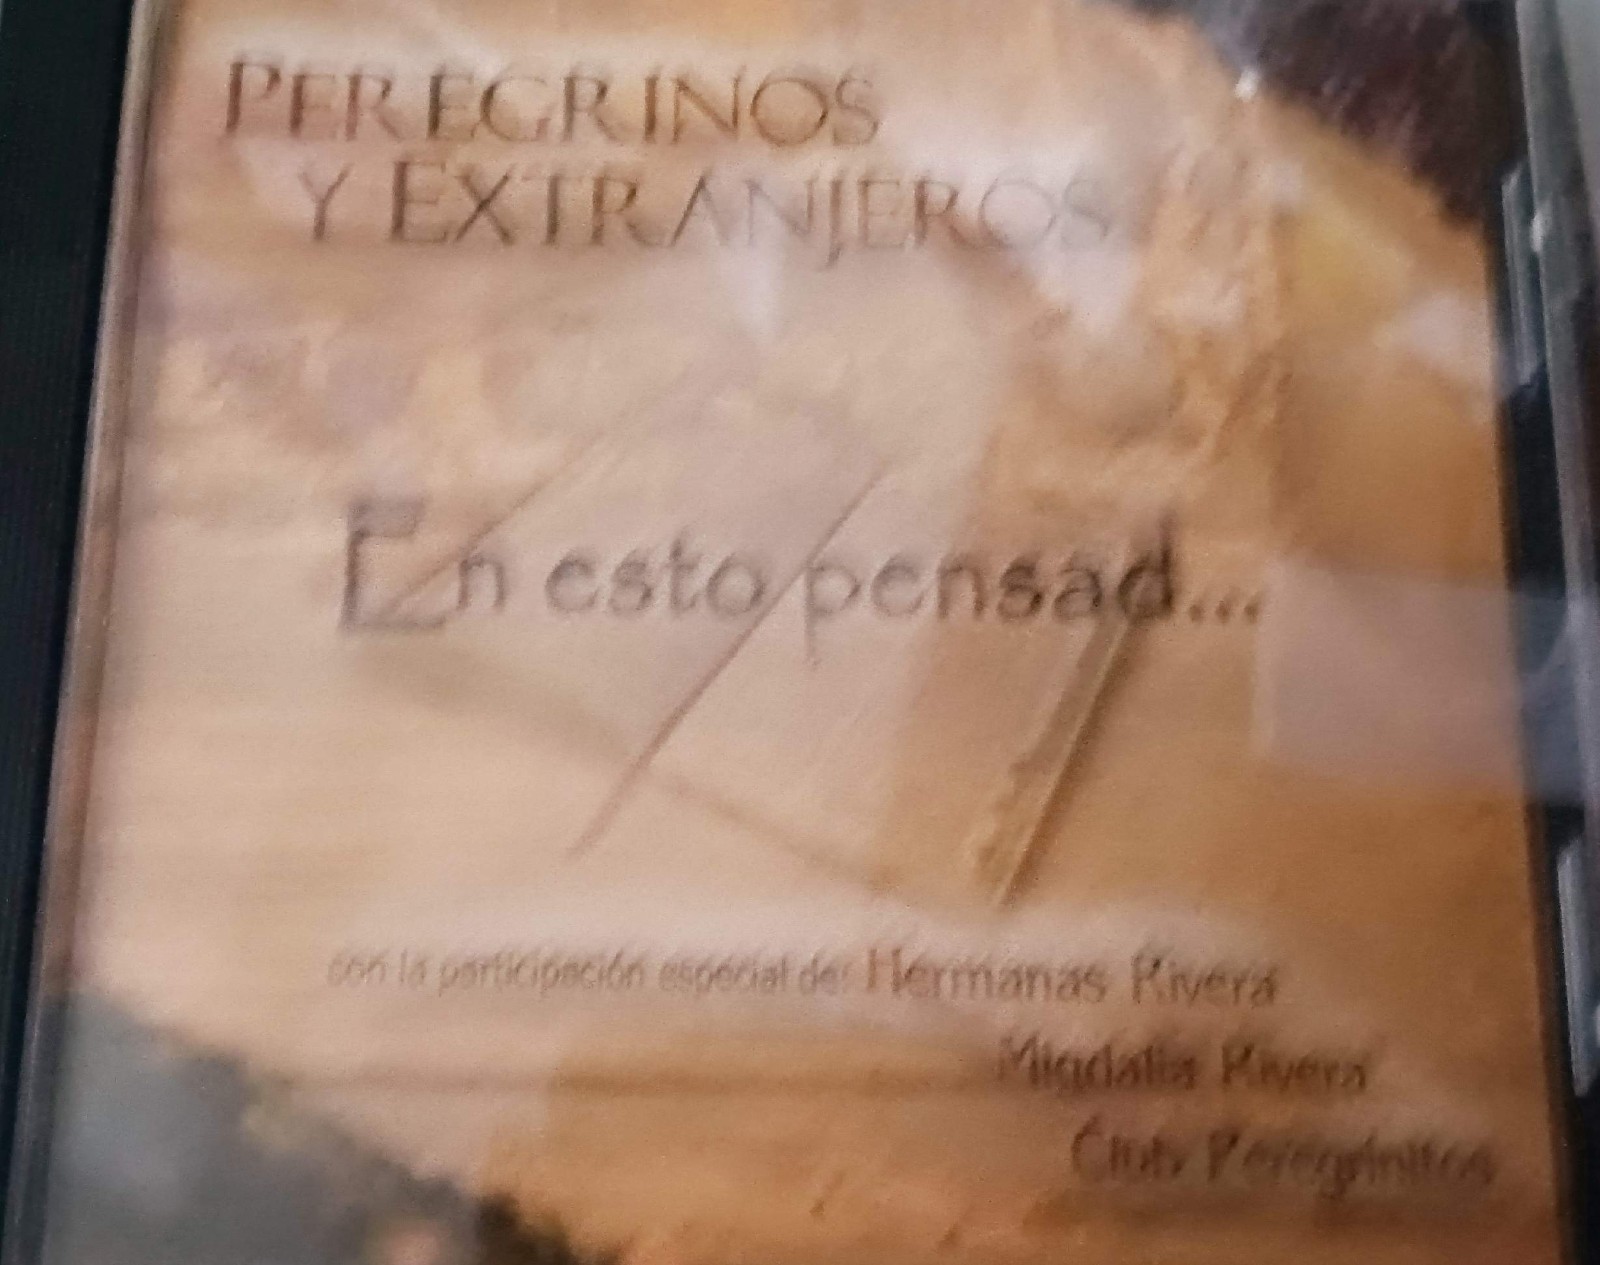 PEREGRINOS
Y EXTRANJEROS
En esto pensad...
con la participación especial de: Hermanas Rivera
Migdalia Rivera
Club Peregrinitos